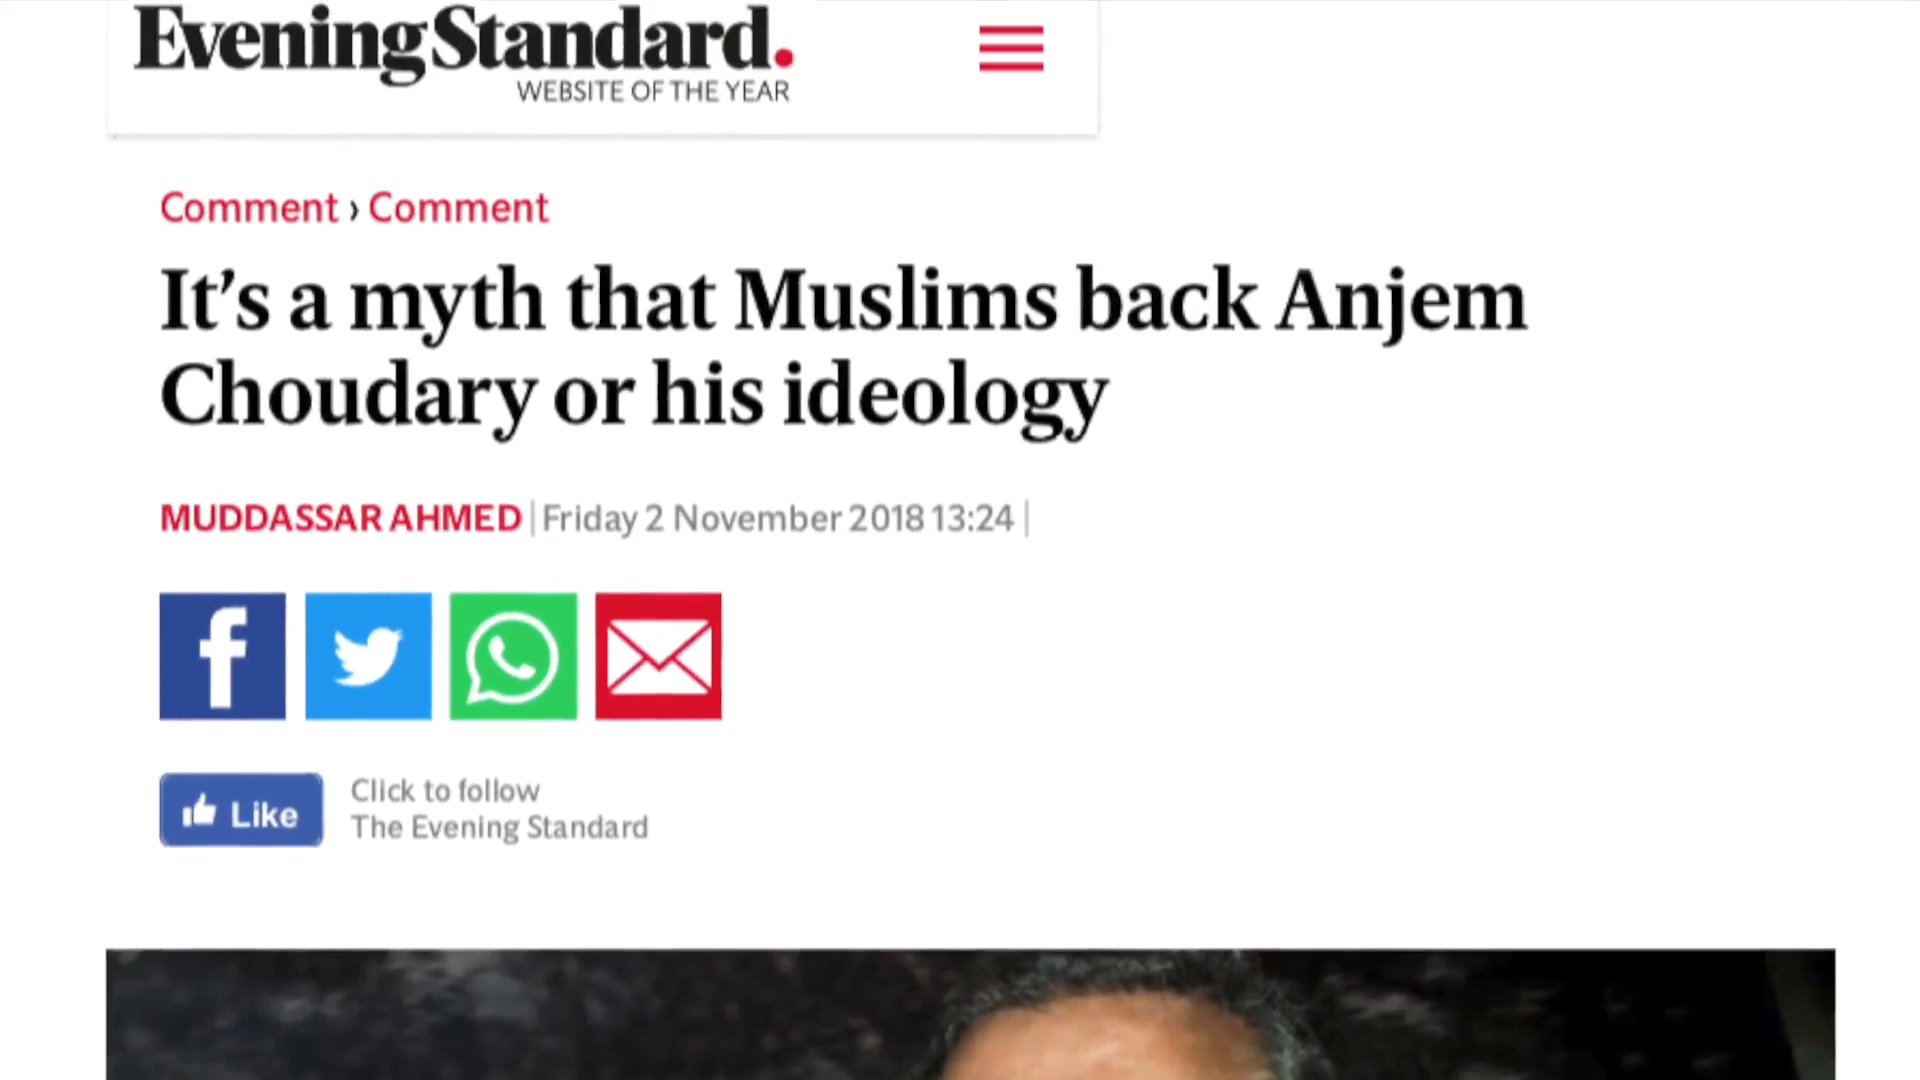 Evening Standard.
WEBSITE OF THE YEAR
Comment › Comment
It’s a myth that Muslims back Anjem
Choudary or his ideology
MUDDASSAR AHMED | Friday 2 November 2018 13:24 |
Like
Click to follow
The Evening Standard